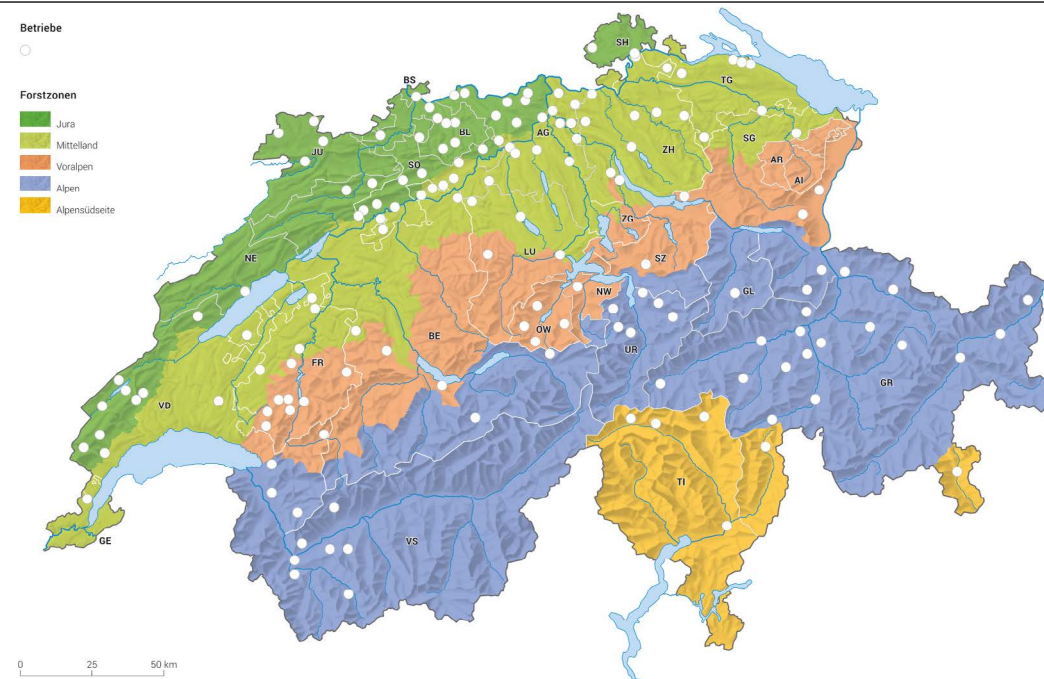 Betriebe
Forstzonen
Jura
Mittelland
Voralpen
Alpen
Alpensüdseite
SH
BS
TG
BL
AG
JU
SO
ZH
SG
AR
AI
ZG
NE
LU
SZ
NW
GL
BE
OW
UR
FR
GR
VD
TI
GE
VS
0 25 50 km